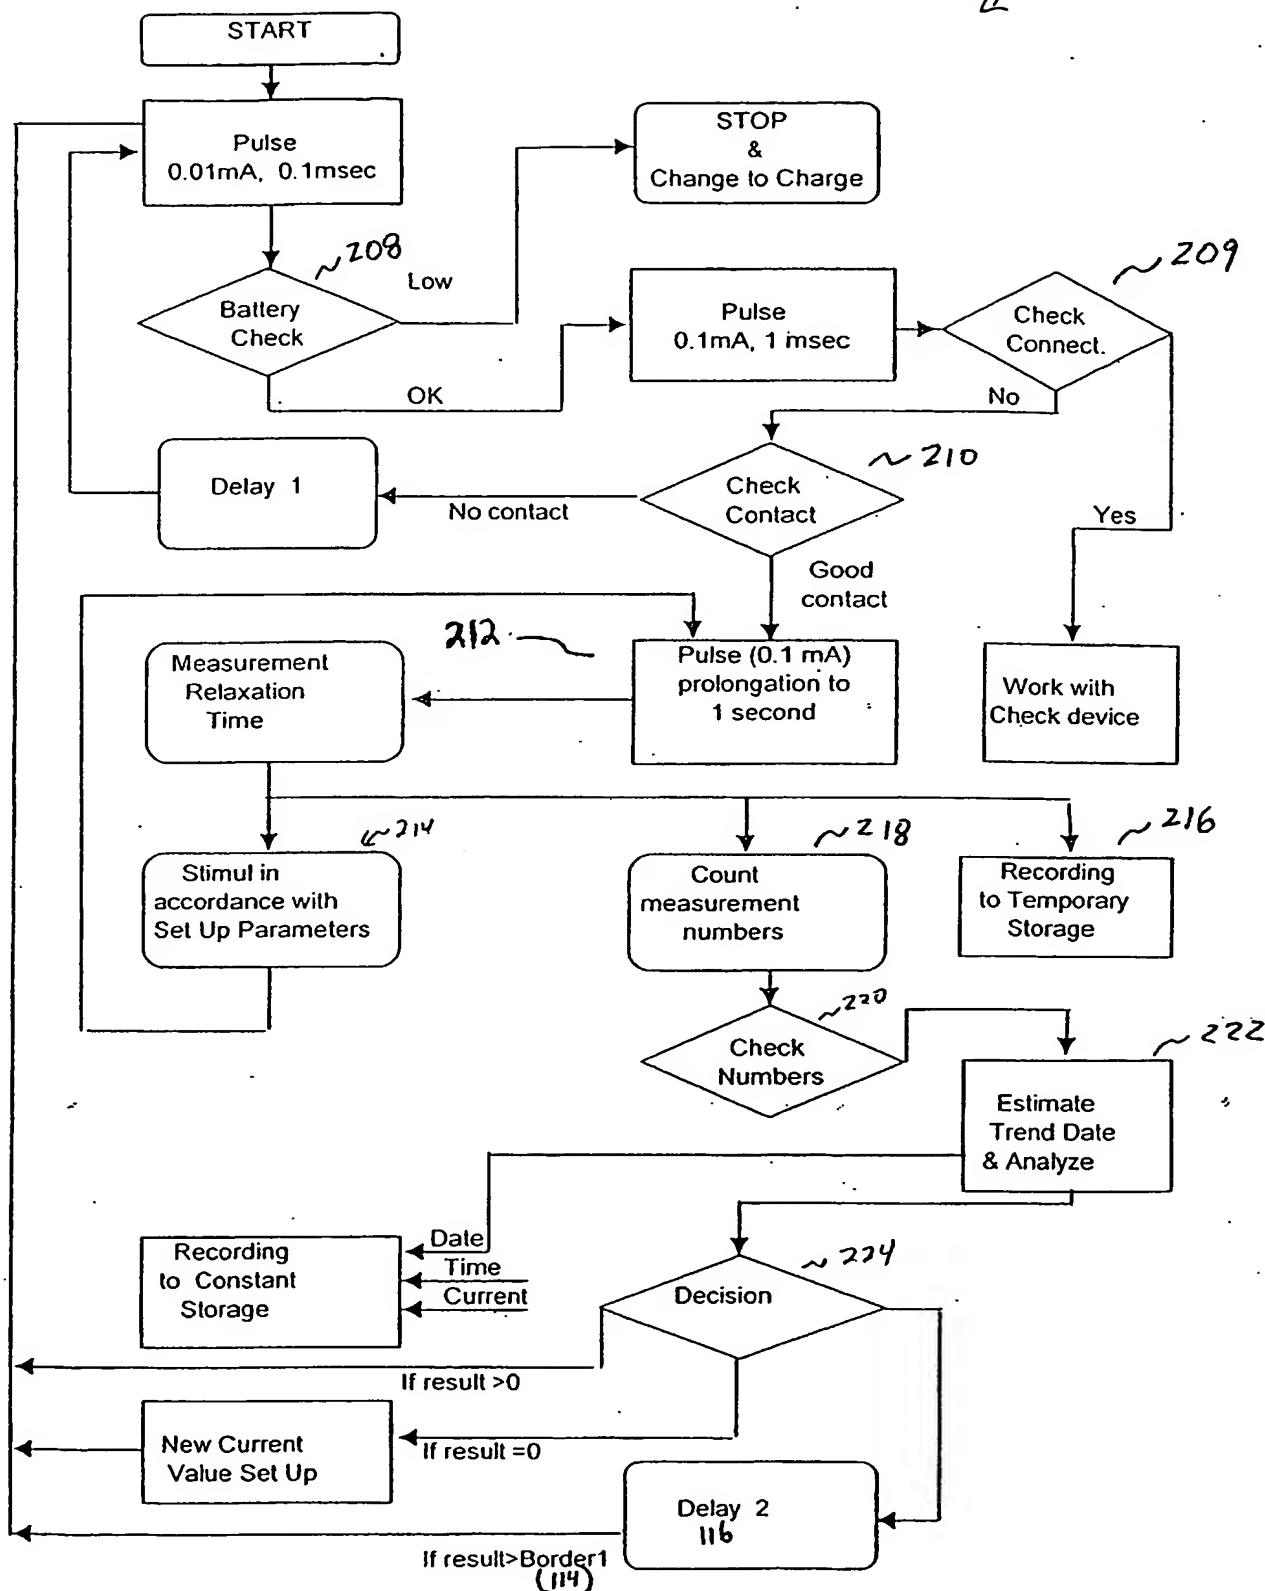 START
Pulse
0.01mA, 0.1msec
STOP
&
Change to Charge
208
Low
Battery
Check
OK
Pulse
0.1mA, 1 msec
209
Check
Connect.
No
Yes
Delay 1
No contact
210
Check
Contact
Good
contact
212
Pulse (0.1 mA)
prolongation to
1 second
Measurement
Relaxation
Time
Work with
Check device
214
Stimul in
accordance with
Set Up Parameters
218
Count
measurement
numbers
216
Recording
to Temporary
Storage
220
Check
Numbers
222
Estimate
Trend Date
& Analyze
Recording
to Constant
Storage
Date
Time
Current
224
Decision
If result >0
New Current
Value Set Up
If result =0
Delay 2
116
If result>Border1
(114)